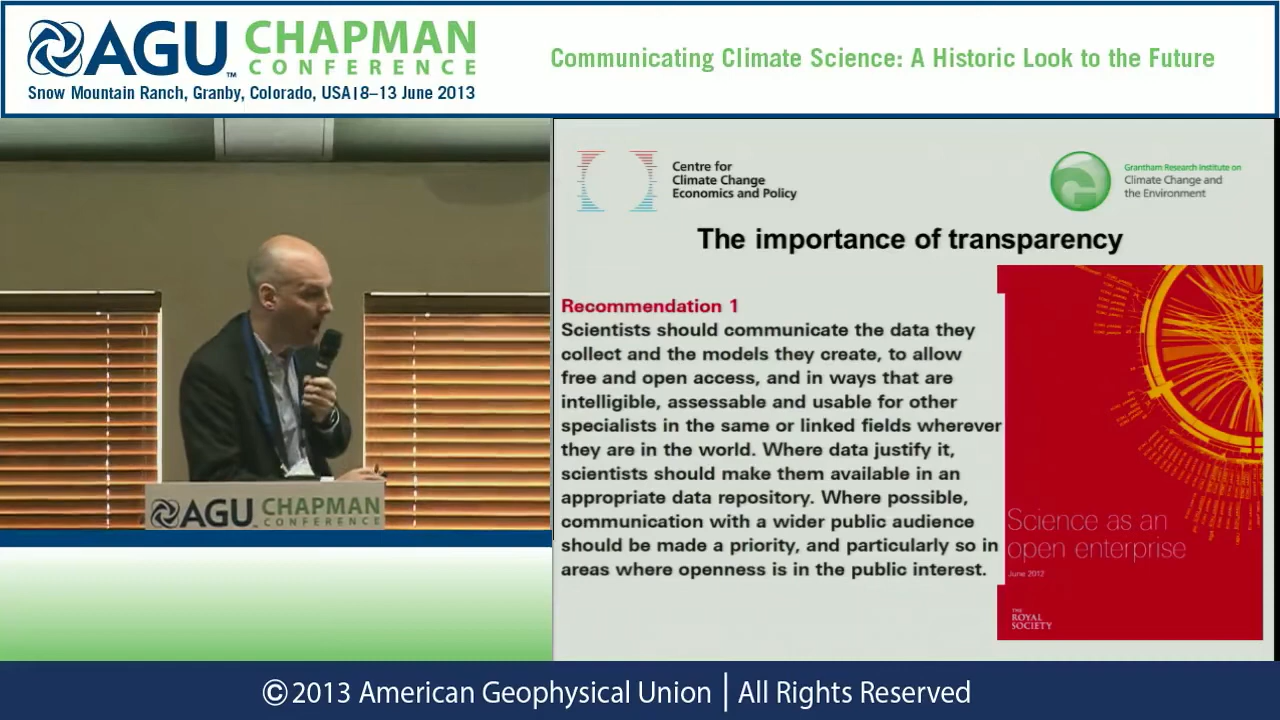 AGU CHAPMAN
CONFERENCE
™
Snow Mountain Ranch, Granby, Colorado, USA|8–13 June 2013
Communicating Climate Science: A Historic Look to the Future
Centre for
Climate Change
Economics and Policy
Grantham Research Institute on
Climate Change and
the Environment
The importance of transparency
Recommendation 1
Scientists should communicate the data they
collect and the models they create, to allow
free and open access, and in ways that are
intelligible, assessable and usable for other
specialists in the same or linked fields wherever
they are in the world. Where data justify it,
scientists should make them available in an
appropriate data repository. Where possible,
communication with a wider public audience
should be made a priority, and particularly so in
areas where openness is in the public interest.
Science as an
open enterprise
June 2012
THE
ROYAL
SOCIETY
AGU CHAPMAN
CONFERENCE
©2013 American Geophysical Union | All Rights Reserved